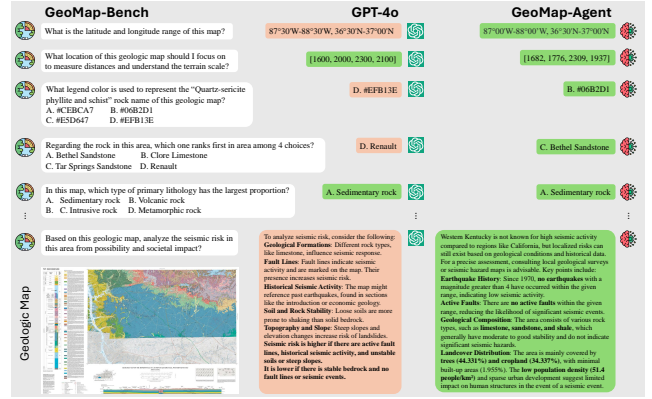 GeoMap-Bench
GPT-4o
GeoMap-Agent
What is the latitude and longitude range of this map?
87°30'W-88°30'W, 36°30'N-37°00'N
87°00'W-88°00'W, 36°30'N-37°00'N
What location of this geologic map should I focus on
to measure distances and understand the terrain scale?
[1600, 2000, 2300, 2100]
[1682, 1776, 2309, 1937]
What legend color is used to represent the "Quartz-sericite
phyllite and schist" rock name of this geologic map?
A. #CEBCA7 B. #06B2D1
C. #E5D647 D. #EFB13E
D. #EFB13E
B. #06B2D1
Regarding the rock in this area, which one ranks first in area among 4 choices?
A. Bethel Sandstone B. Clore Limestone
C. Tar Springs Sandstone D. Renault
D. Renault
C. Bethel Sandstone
In this map, which type of primary lithology has the largest proportion?
A. Sedimentary rock B. Volcanic rock
B. C. Intrusive rock D. Metamorphic rock
A. Sedimentary rock
A. Sedimentary rock
Based on this geologic map, analyze the seismic risk in
this area from possibility and societal impact?
Geologic Map
To analyze seismic risk, consider the following:
Geological Formations: Different rock types,
like limestone, influence seismic response.
Fault Lines: Fault lines indicate seismic
activity and are marked on the map. Their
presence increases seismic risk.
Historical Seismic Activity: The map might
reference past earthquakes, found in sections
like the introduction or economic geology.
Soil and Rock Stability: Loose soils are more
prone to shaking than solid bedrock.
Topography and Slope: Steep slopes and
elevation changes increase risk of landslides.
Seismic risk is higher if there are active fault
lines, historical seismic activity, and unstable
soils or steep slopes.
It is lower if there is stable bedrock and no
fault lines or seismic events.
Western Kentucky is not known for high seismic activity
compared to regions like California, but localized risks can
still exist based on geological conditions and historical data.
For a precise assessment, consulting local geological surveys
or seismic hazard maps is advisable. Key points include:
Earthquake History: Since 1970, no earthquakes with a
magnitude greater than 4 have occurred within the given
range, indicating low seismic activity.
Active Faults: There are no active faults within the given
range, reducing the likelihood of significant seismic events.
Geological Composition: The area consists of various rock
types, such as limestone, sandstone, and shale, which
generally have moderate to good stability and do not indicate
significant seismic hazards.
Landcover Distribution: The area is mainly covered by
trees (44.331%) and cropland (34.337%), with minimal
built-up areas (1.955%). The low population density (51.4
people/km²) and sparse urban development suggest limited
impact on human structures in the event of a seismic event.